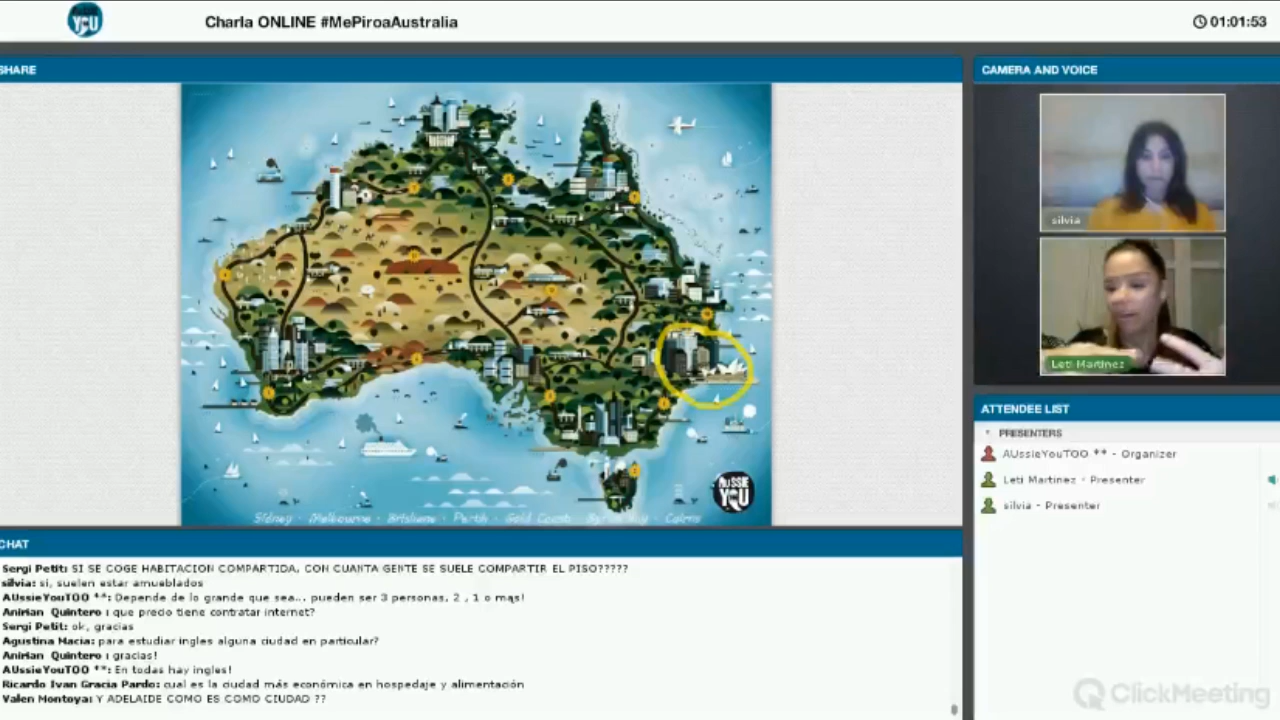 YOU
Charla ONLINE #MePiroaAustralia
01:01:53
SHARE
CAMERA AND VOICE
silvia
Leti Martinez
AUSSIE
YOU
Sidney - Melbourne - Brisbane - Perth - Gold Coast - Byron Bay - Cairns
ATTENDEE LIST
PRESENTERS
AUssieYouTOO ** - Organizer
Leti Martinez - Presenter
silvia - Presenter
CHAT
Sergi Petit: SI SE COGE HABITACION COMPARTIDA, CON CUANTA GENTE SE SUELE COMPARTIR EL PISO?????
silvia: si, suelen estar amueblados
AUssieYouTOO **: Depende de lo grande que sea... pueden ser 3 personas, 2 , 1 o mas!
Anirian Quintero : que precio tiene contratar internet?
Sergi Petit: ok, gracias
Agustina Macia: para estudiar ingles alguna ciudad en particular?
Anirian Quintero : gracias!
AUssieYouTOO **: En todas hay ingles!
Ricardo Ivan Gracia Pardo: cual es la ciudad más económica en hospedaje y alimentación
Valen Montoya: Y ADELAIDE COMO ES COMO CIUDAD ??
ClickMeeting